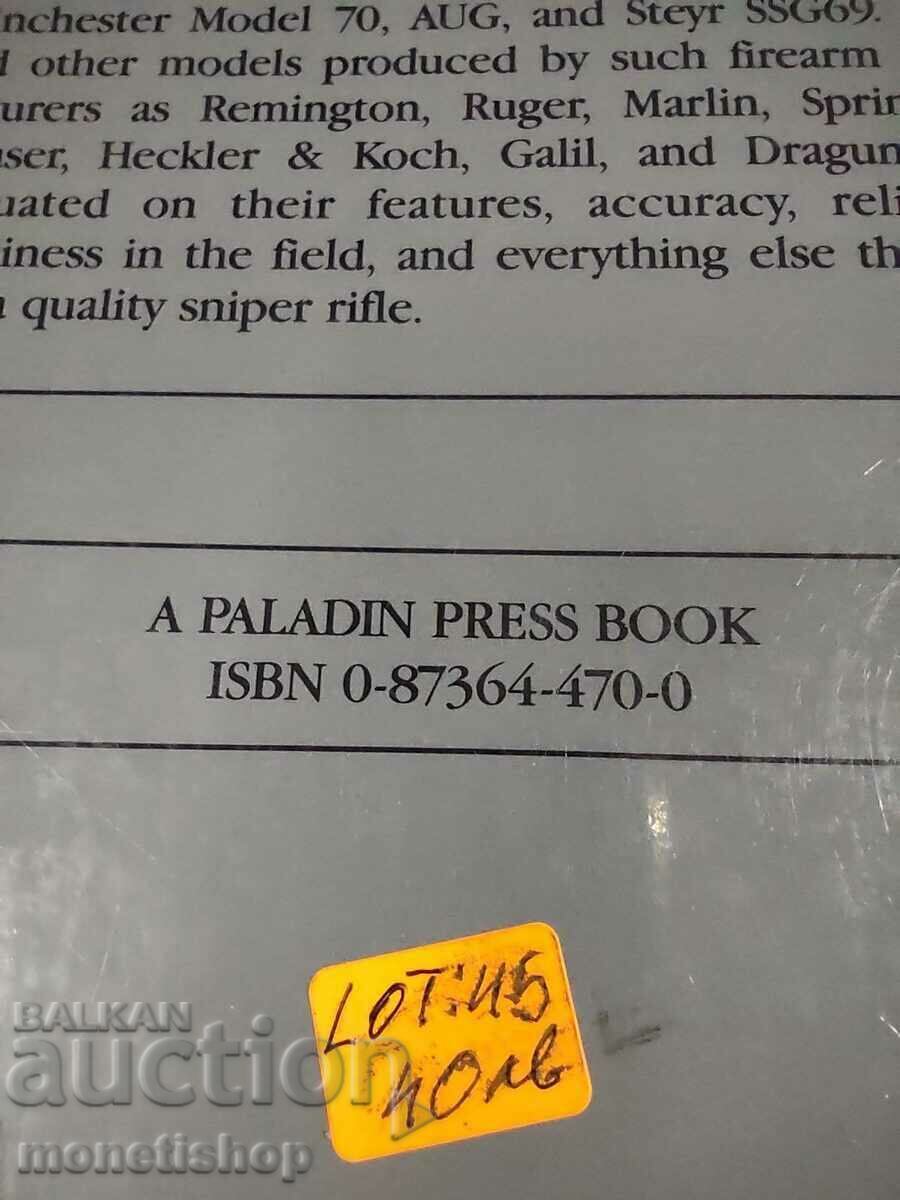 nchester Model 70, AUG, and Steyr SSG69.
d other models produced by such firearm
urers as Remington, Ruger, Marlin, Sprin
user, Heckler & Koch, Galil, and Dragun
uated on their features, accuracy, reli
iness in the field, and everything else th
a quality sniper rifle.
A PALADIN PRESS BOOK
ISBN 0-87364-470-0
LOT:45
40лв
BALKAN
auction
monetishop